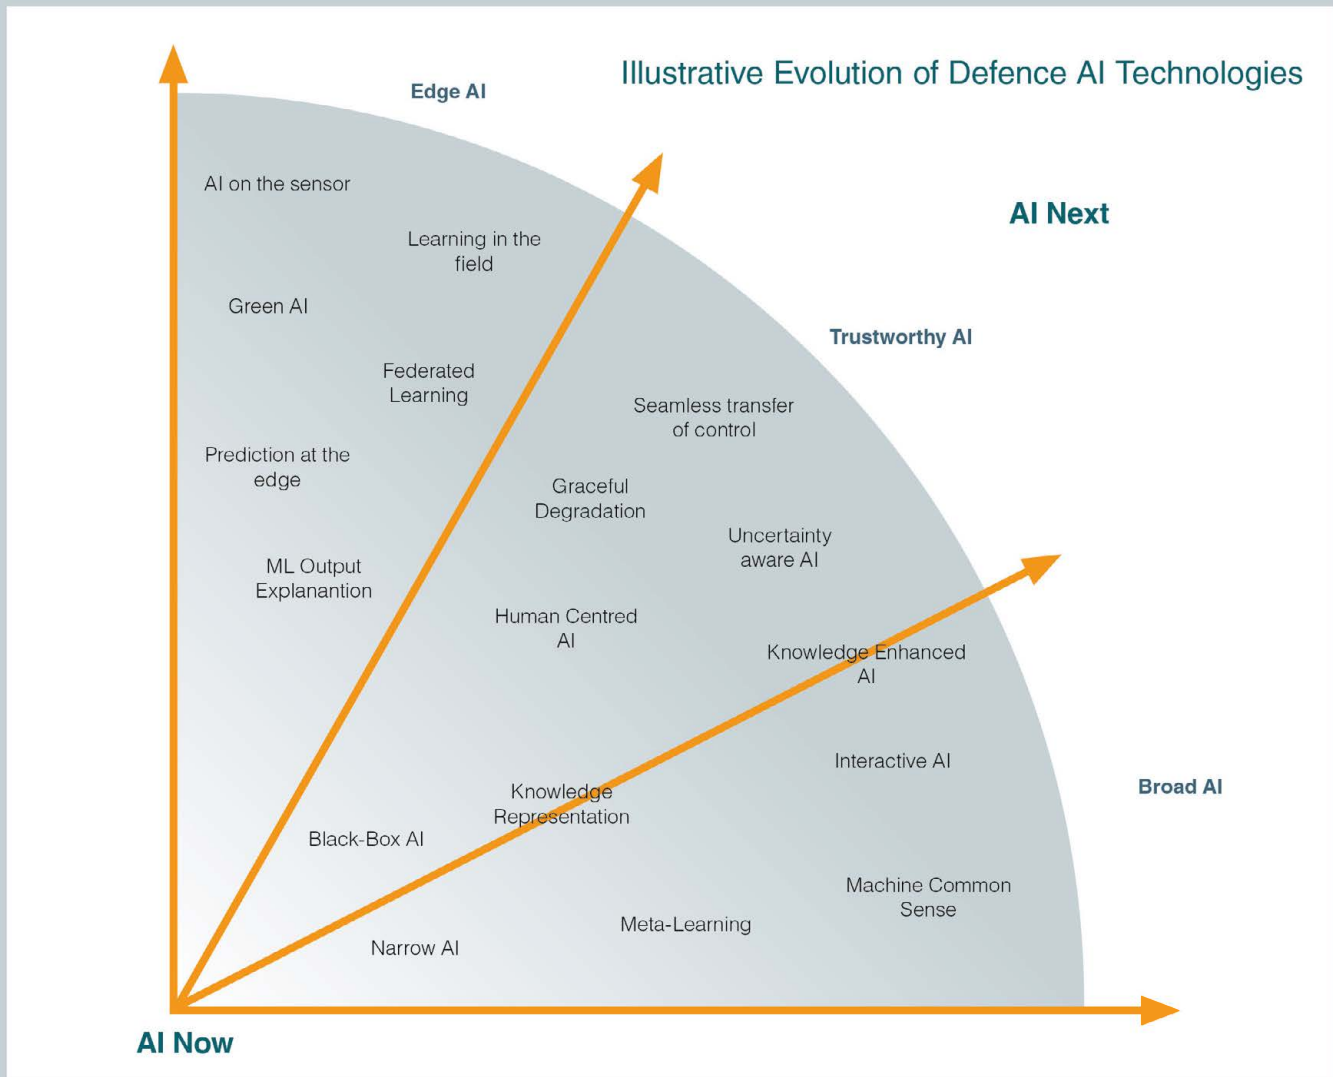 Illustrative Evolution of Defence AI Technologies
Edge AI
AI Next
AI on the sensor
Learning in the
field
Green AI
Trustworthy AI
Federated
Learning
Seamless transfer
of control
Prediction at the
edge
Graceful
Degradation
Uncertainty
aware AI
ML Output
Explanantion
Human Centred
AI
Knowledge Enhanced
AI
Interactive AI
Broad AI
Knowledge
Representation
Black-Box AI
Machine Common
Sense
Meta-Learning
Narrow AI
AI Now